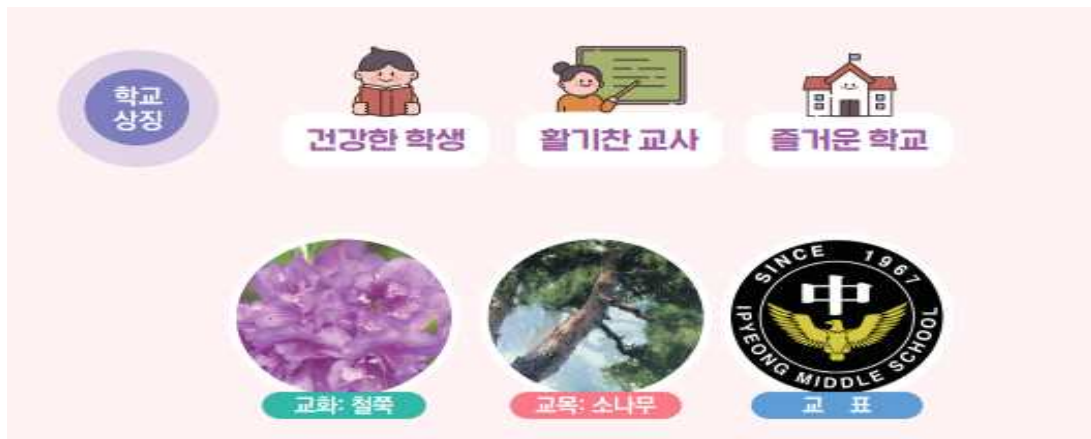 학교
상징
건강한 학생
활기찬 교사
즐거운 학교
SINCE 1967
中
IPYEONG MIDDLE SCHOOL
교화: 철쭉
교목: 소나무
교 표